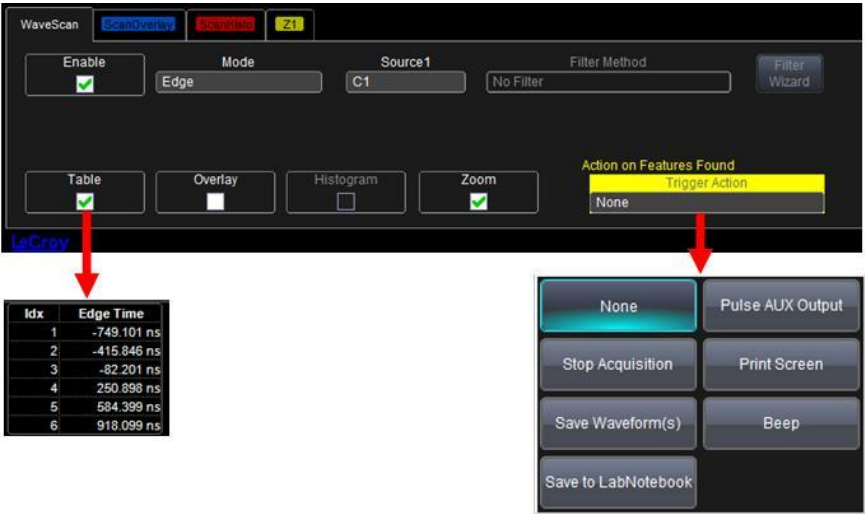 WaveScan ScanOverlay ScanHisto Z1
Enable Mode Source1 Filter Method Filter
Edge C1 No Filter Wizard
Action on Features Found
Table Overlay Histogram Zoom Trigger Action
None
LeCroy
Idx Edge Time
1 -749.101 ns
2 -415.846 ns
3 -82.201 ns
4 250.898 ns
5 584.399 ns
6 918.099 ns
None Pulse AUX Output
Stop Acquisition Print Screen
Save Waveform(s) Beep
Save to LabNotebook